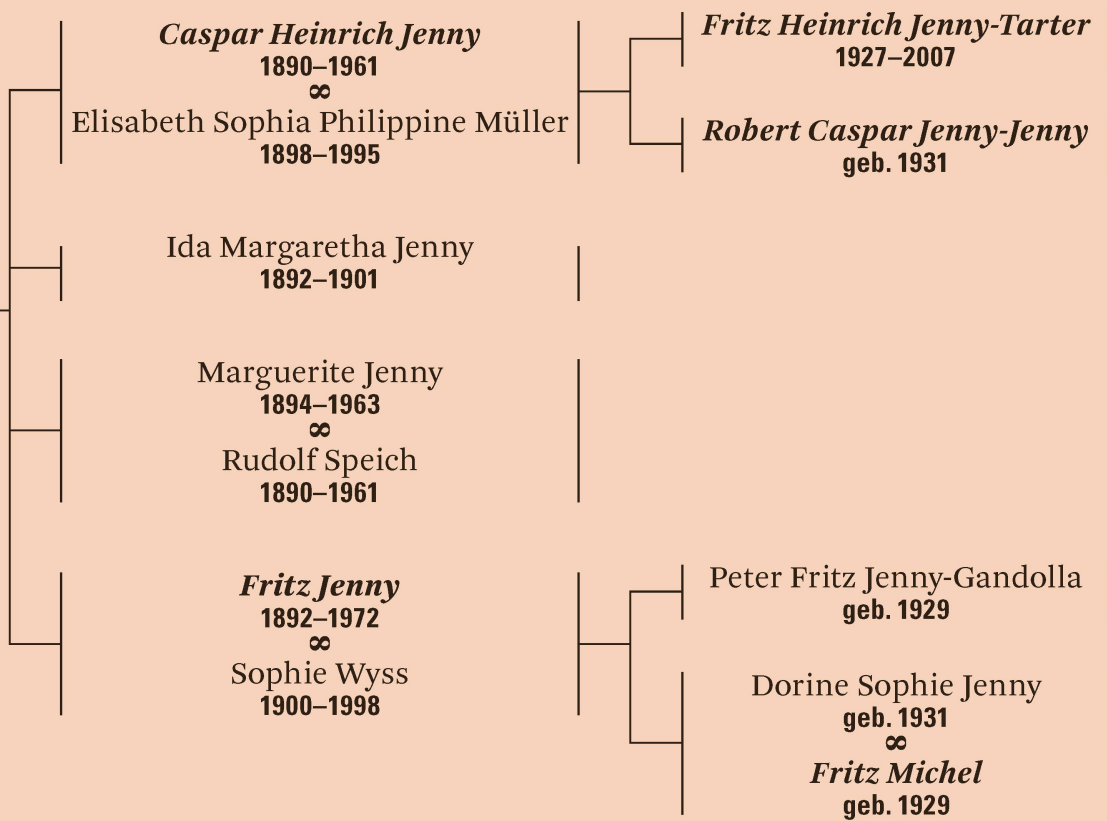 Caspar Heinrich Jenny
1890–1961
∞
Elisabeth Sophia Philippine Müller
1898–1995
Fritz Heinrich Jenny-Tarter
1927–2007
Robert Caspar Jenny-Jenny
geb. 1931
Ida Margaretha Jenny
1892–1901
Marguerite Jenny
1894–1963
∞
Rudolf Speich
1890–1961
Fritz Jenny
1892–1972
∞
Sophie Wyss
1900–1998
Peter Fritz Jenny-Gandolla
geb. 1929
Dorine Sophie Jenny
geb. 1931
∞
Fritz Michel
geb. 1929